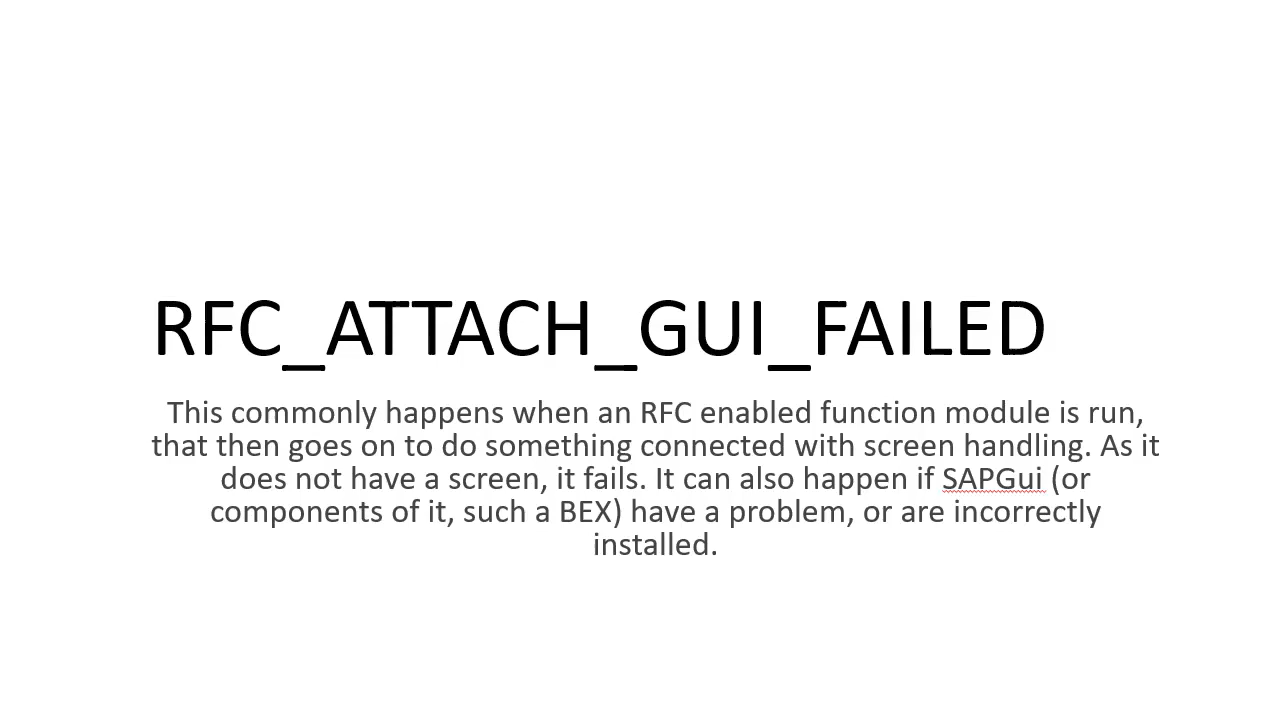 RFC_ATTACH_GUI_FAILED
This commonly happens when an RFC enabled function module is run,
that then goes on to do something connected with screen handling. As it
does not have a screen, it fails. It can also happen if SAPGui (or
components of it, such a BEX) have a problem, or are incorrectly
installed.